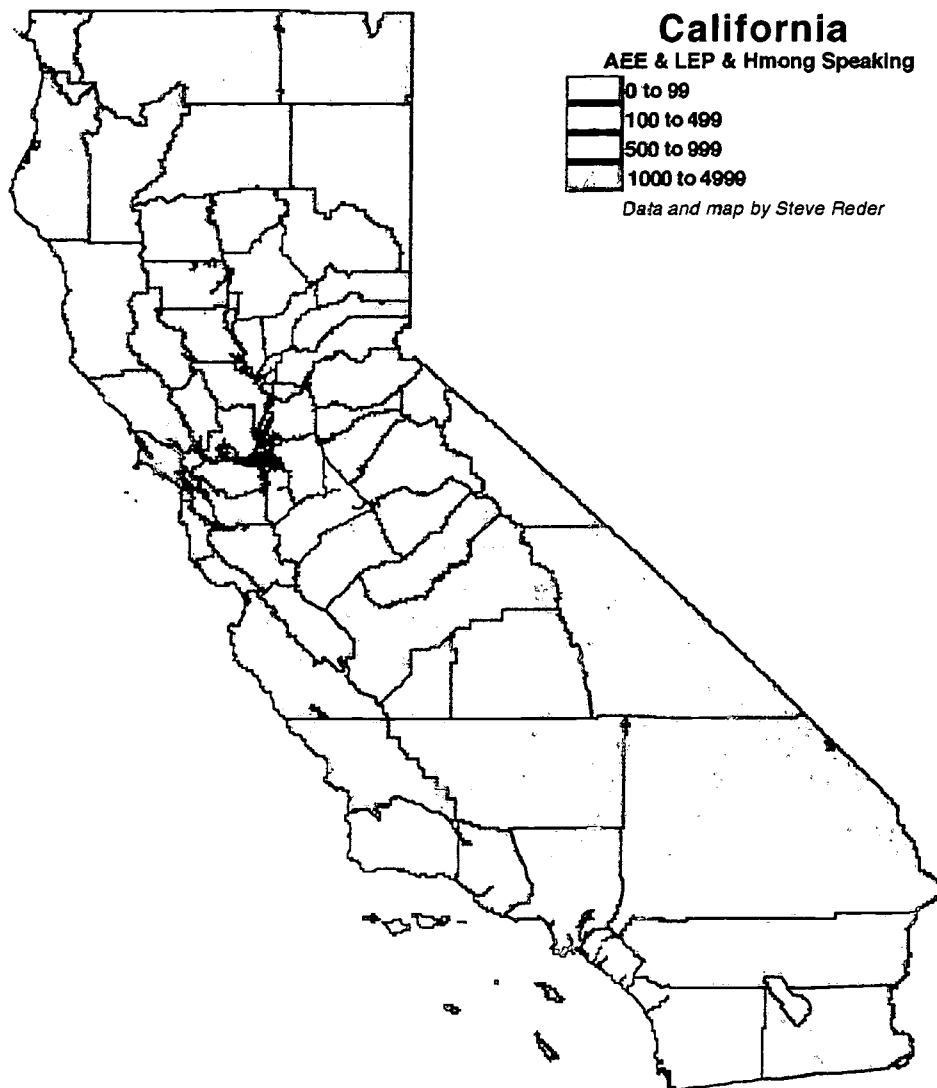 California
AEE & LEP & Hmong Speaking
0 to 99
100 to 499
500 to 999
1000 to 4999
Data and map by Steve Reder